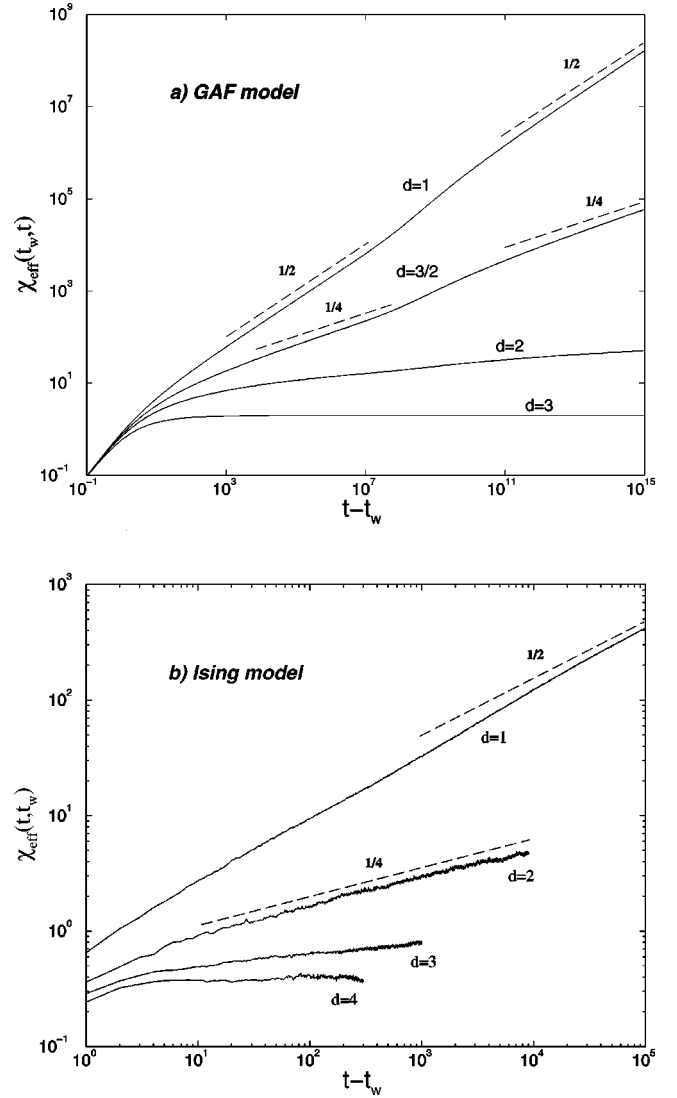 10^9
10^7
10^5
10^3
10^1
10^-1
χeff(tw,t)
a) GAF model
1/2
d=1
1/2
1/4
d=3/2
1/4
d=2
d=3
10^-1
10^3
10^7
10^11
10^15
t-tw
10^3
10^2
10^1
10^0
10^-1
χeff(t,tw)
b) Ising model
1/2
d=1
1/4
d=2
d=3
d=4
10^0
10^1
10^2
10^3
10^4
10^5
t-tw